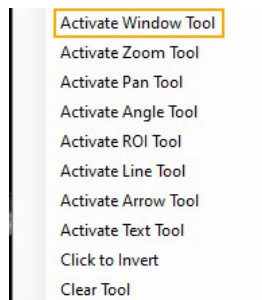 Activate Window Tool
Activate Zoom Tool
Activate Pan Tool
Activate Angle Tool
Activate ROI Tool
Activate Line Tool
Activate Arrow Tool
Activate Text Tool
Click to Invert
Clear Tool